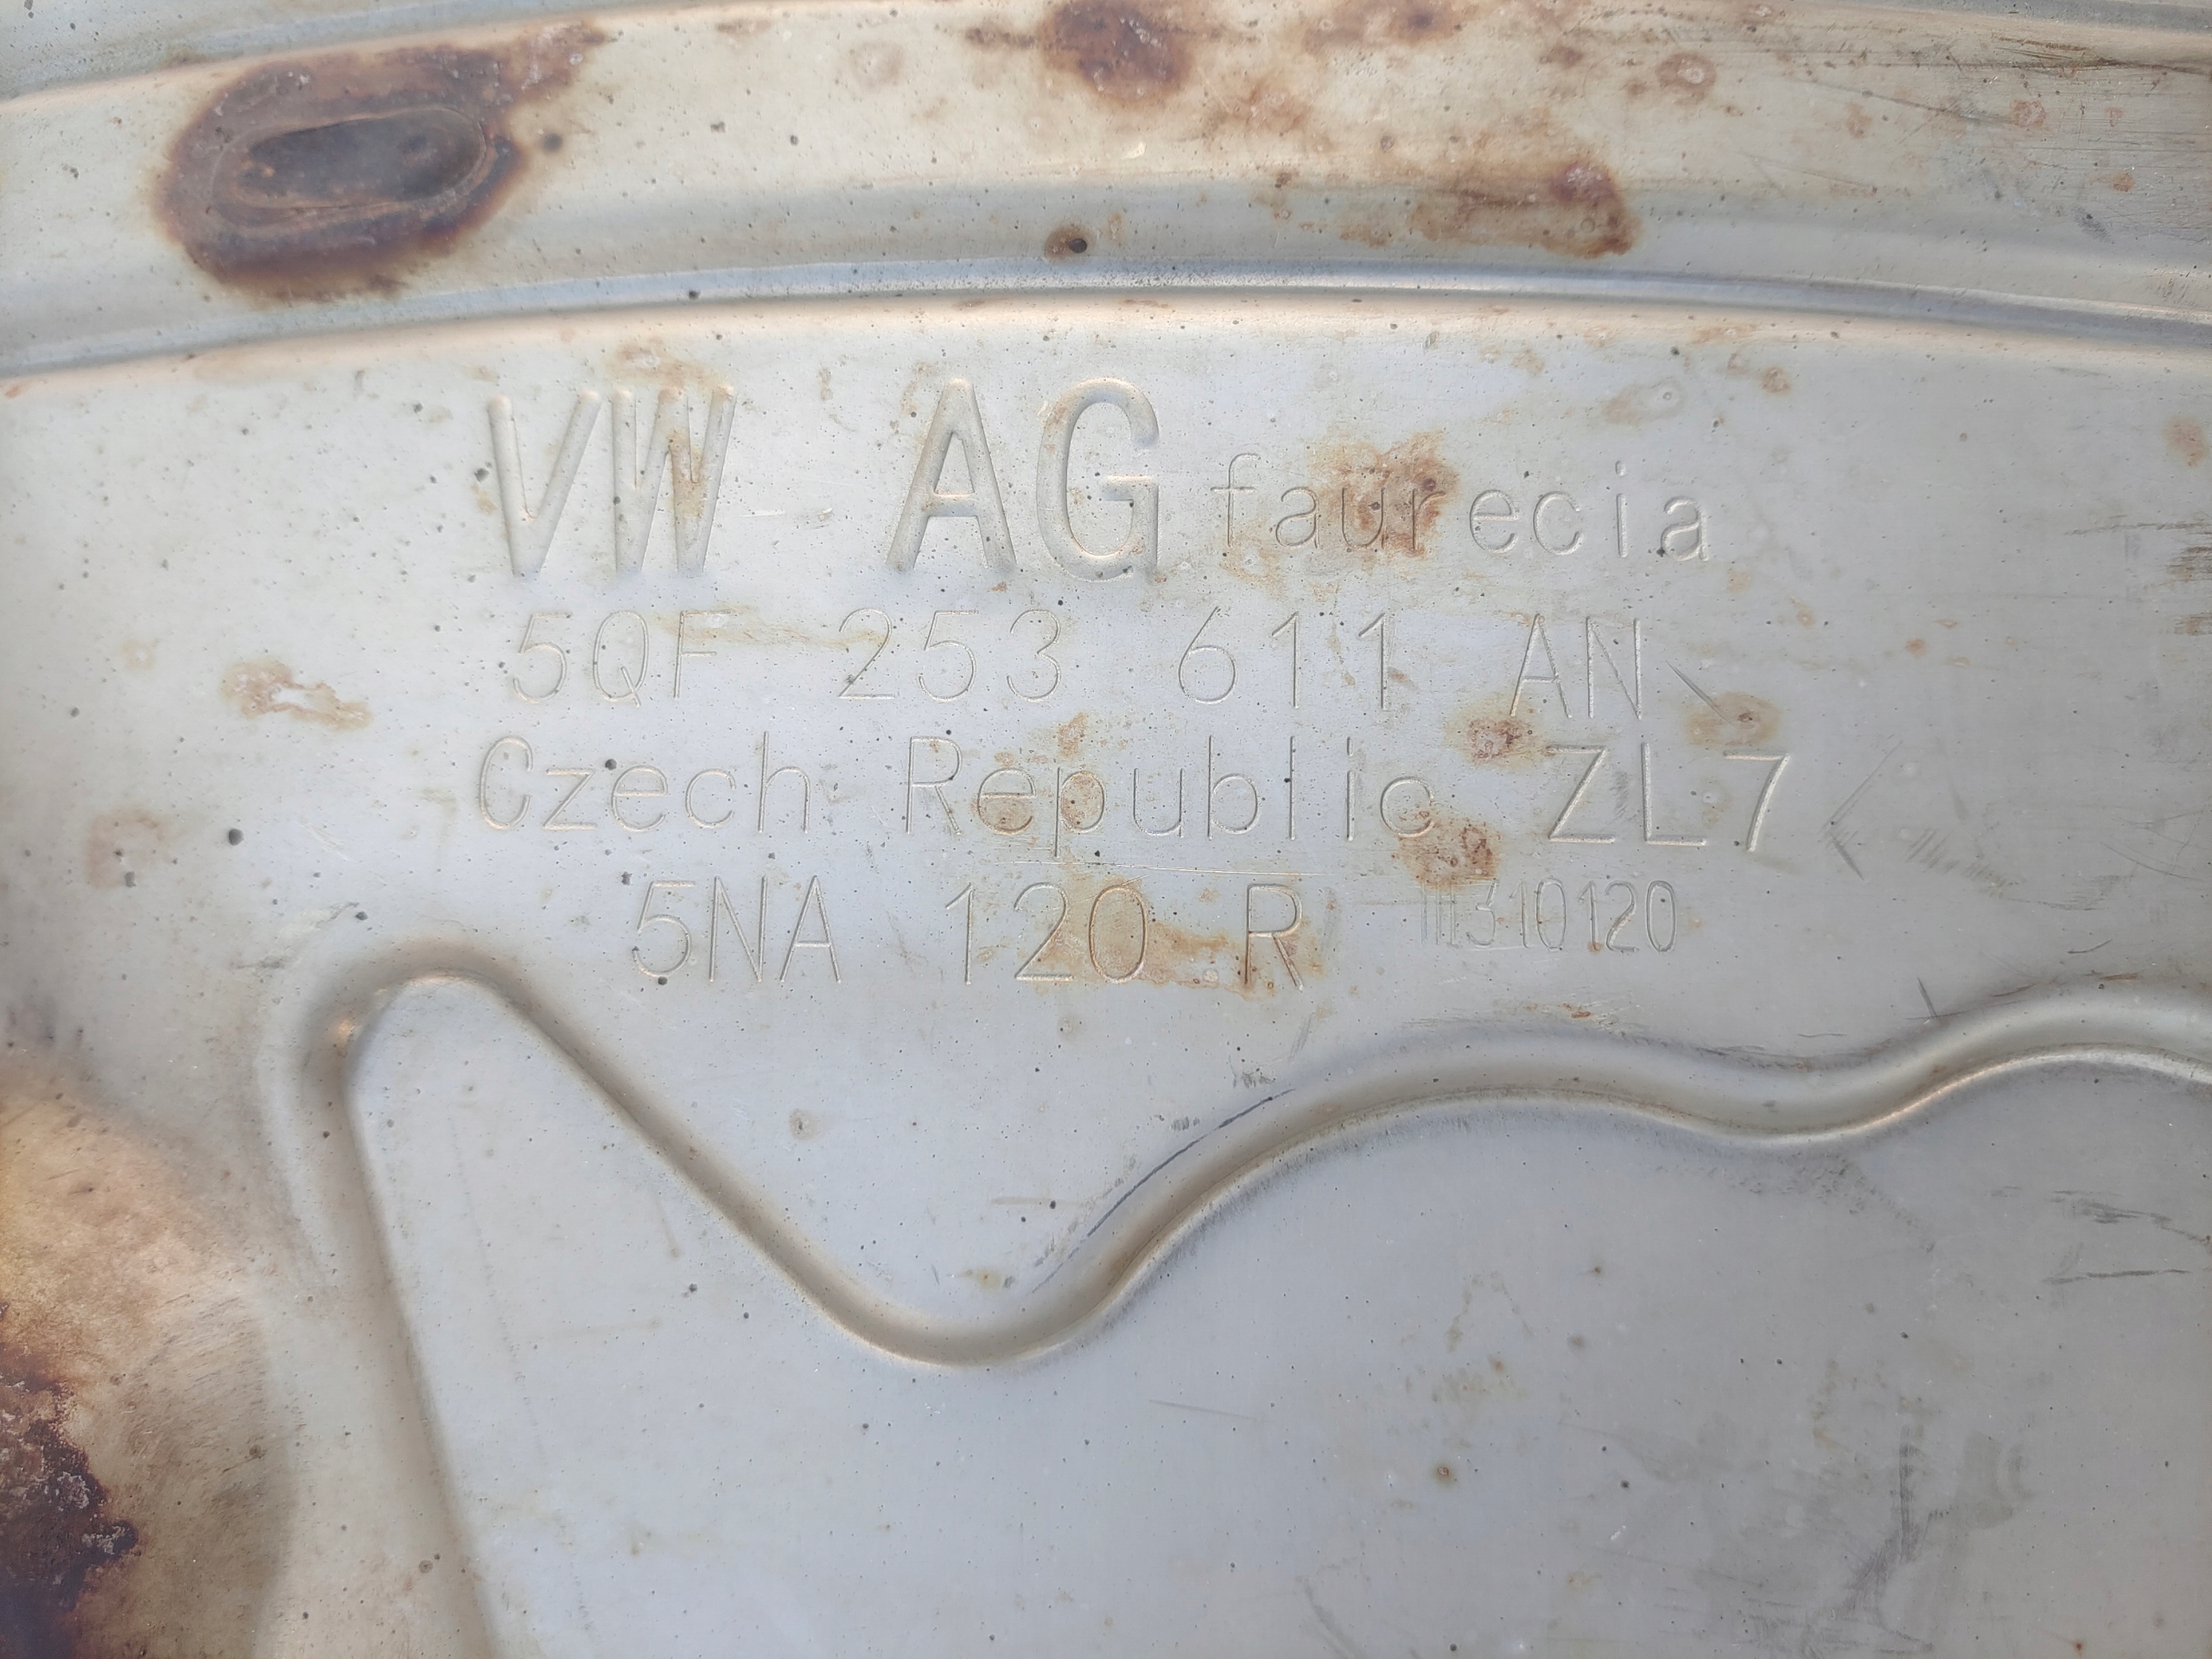 VW AG faurecia
5QF 253 611 AN
Czech Republic ZL7
5NA 120 R 310120